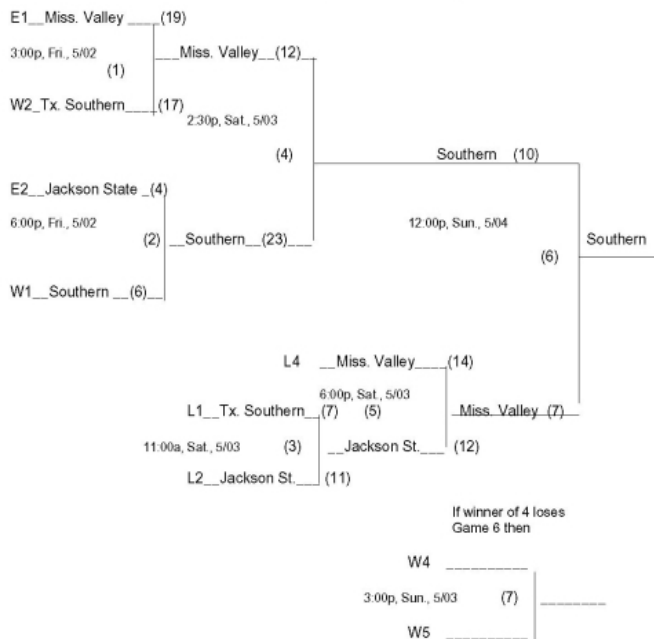 E1__Miss. Valley ____(19)
3:00p, Fri., 5/02
(1)
___Miss. Valley__(12)
W2_Tx. Southern____(17)
2:30p, Sat., 5/03
(4)
Southern (10)
E2__Jackson State _(4)
6:00p, Fri., 5/02
(2)
__Southern__(23)___
12:00p, Sun., 5/04
Southern
(6)
W1__Southern __(6)__
L4 __Miss. Valley____(14)
6:00p, Sat., 5/03
L1__Tx. Southern__(7) (5)
Miss. Valley (7)
11:00a, Sat., 5/03 (3) __Jackson St.___ (12)
L2__Jackson St.___ (11)
If winner of 4 loses
Game 6 then
W4 __________
3:00p, Sun., 5/03 (7) ________
W5 __________